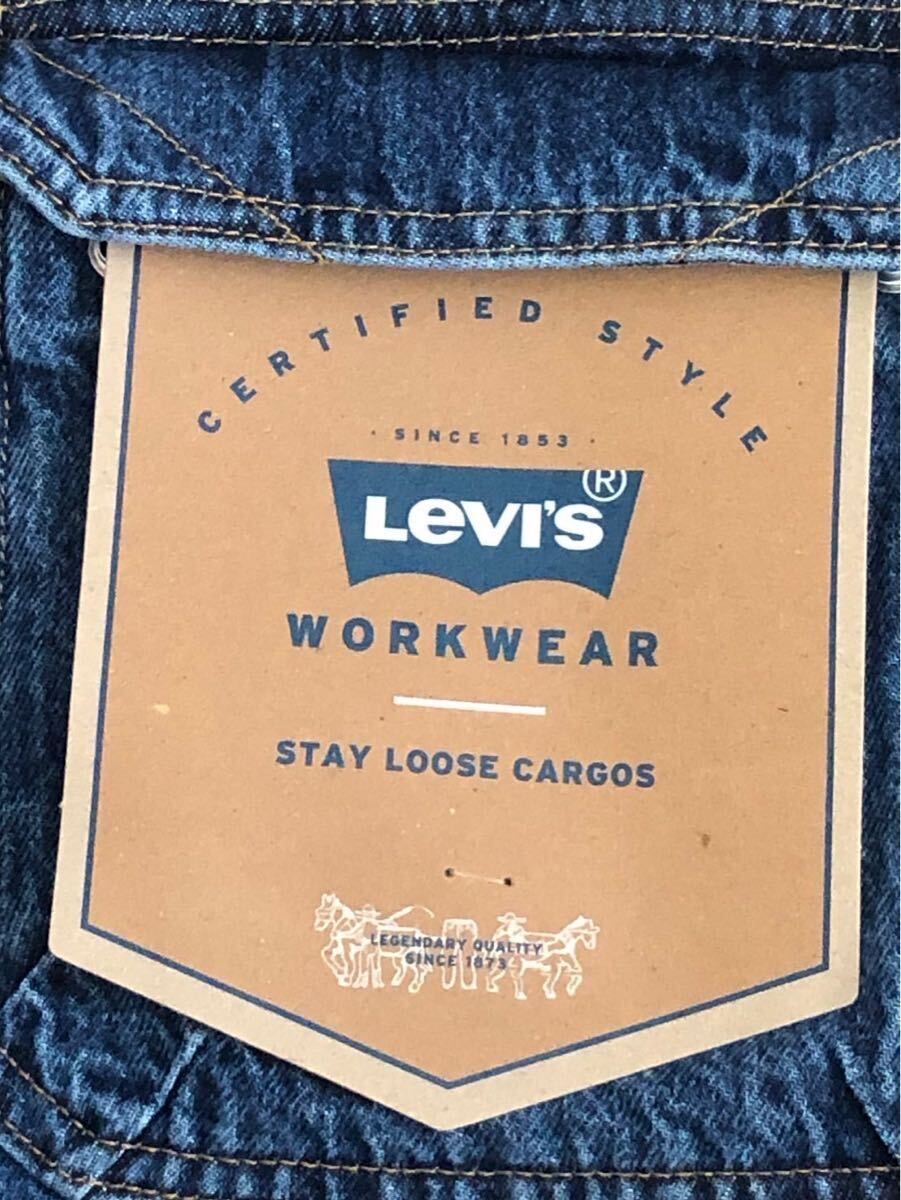 CERTIFIED STYLE
· SINCE 1853 ·
Levi's®
WORKWEAR
STAY LOOSE CARGOS
LEGENDARY QUALITY
SINCE 1873